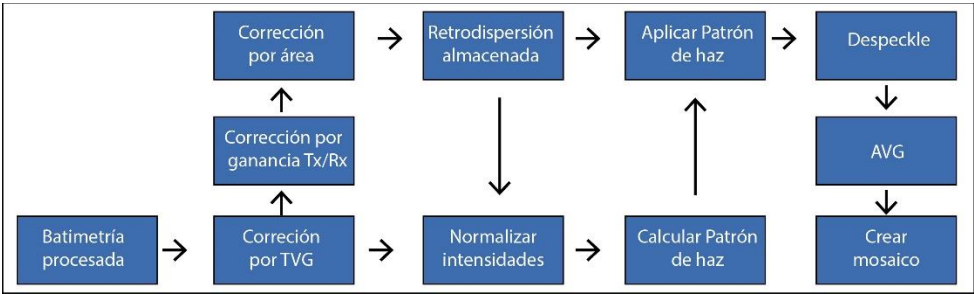 Corrección
por área
Retrodispersión
almacenada
Aplicar Patrón
de haz
Despeckle
Corrección por
ganancia Tx/Rx
AVG
Batimetría
procesada
Correción
por TVG
Normalizar
intensidades
Calcular Patrón
de haz
Crear
mosaico